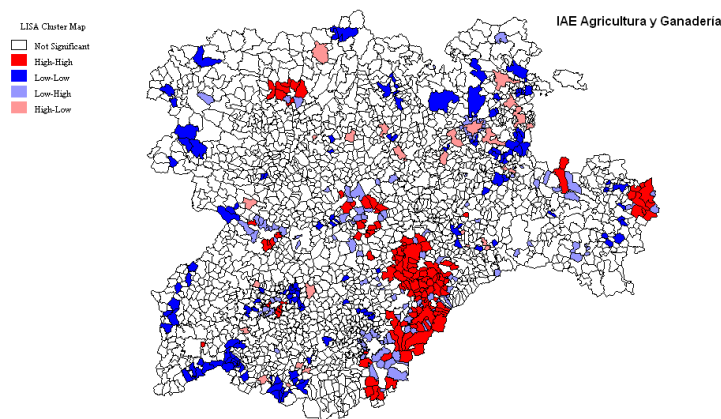 IAE Agricultura y Ganadería
LISA Cluster Map
Not Significant
High-High
Low-Low
Low-High
High-Low